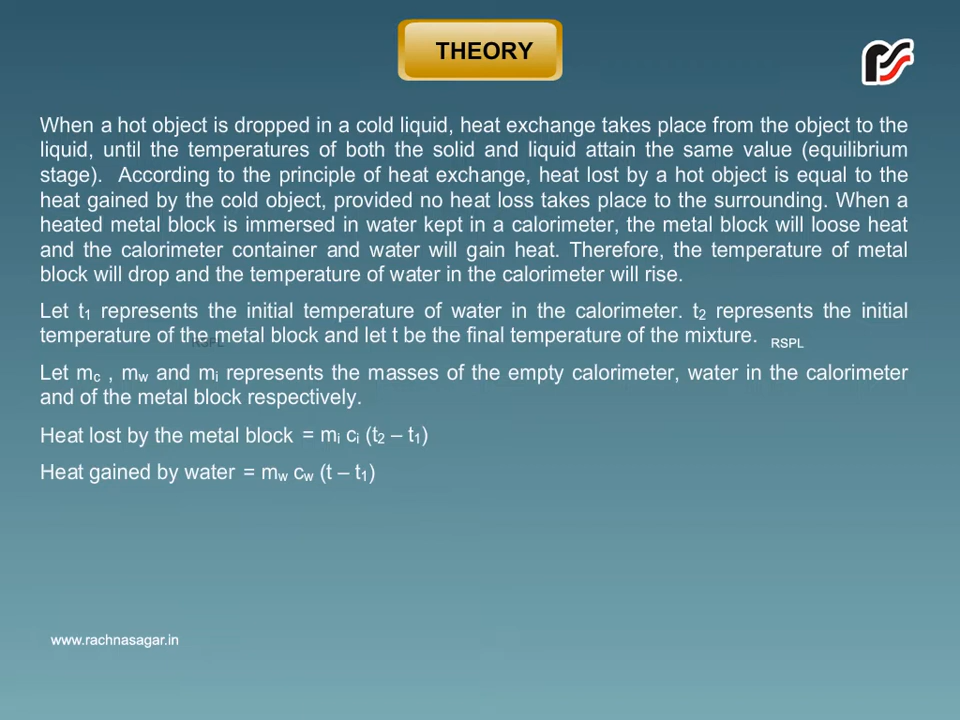 THEORY
When a hot object is dropped in a cold liquid, heat exchange takes place from the object to the
liquid, until the temperatures of both the solid and liquid attain the same value (equilibrium
stage). According to the principle of heat exchange, heat lost by a hot object is equal to the
heat gained by the cold object, provided no heat loss takes place to the surrounding. When a
heated metal block is immersed in water kept in a calorimeter, the metal block will loose heat
and the calorimeter container and water will gain heat. Therefore, the temperature of metal
block will drop and the temperature of water in the calorimeter will rise.
Let t₁ represents the initial temperature of water in the calorimeter. t₂ represents the initial
temperature of the metal block and let t be the final temperature of the mixture. RSPL
RSPL
Let m꜀ , m_w and mᵢ represents the masses of the empty calorimeter, water in the calorimeter
and of the metal block respectively.
Heat lost by the metal block = mᵢ cᵢ (t₂ – t₁)
Heat gained by water = m_w c_w (t – t₁)
www.rachnasagar.in